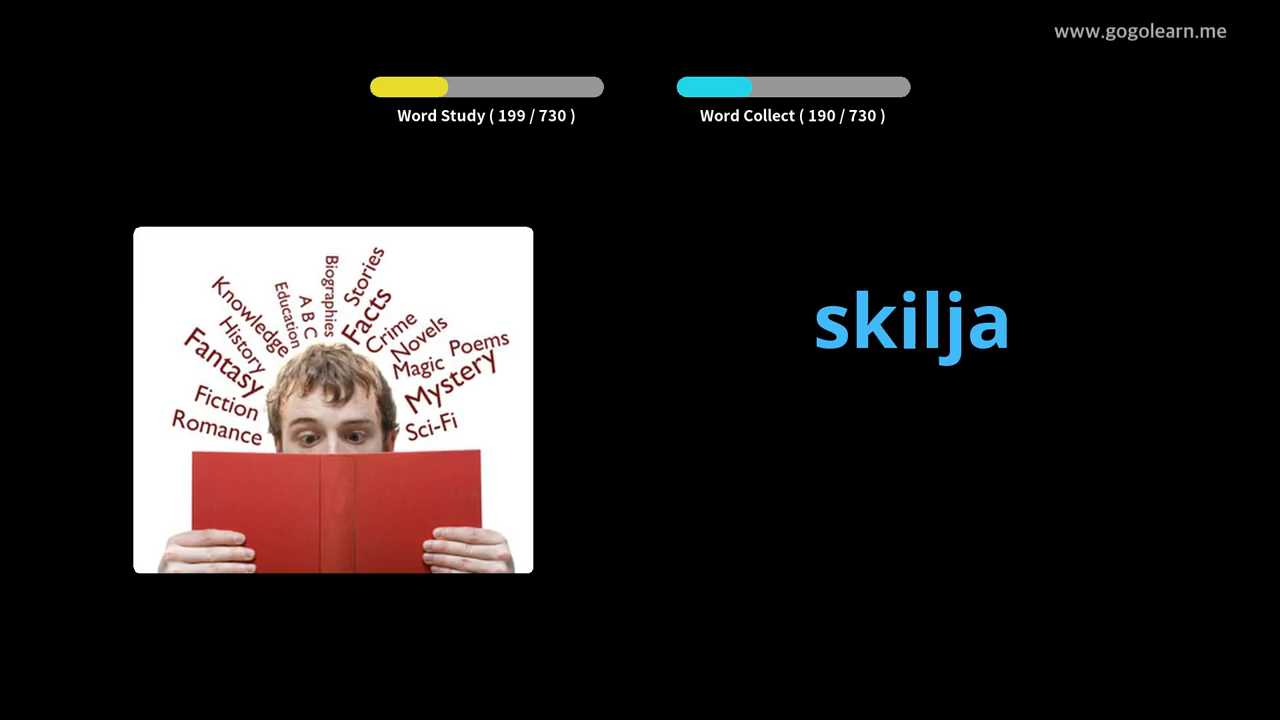 www.gogolearn.me
Word Study ( 199 / 730 )
Word Collect ( 190 / 730 )
skilja
Romance
Fiction
Fantasy
History
Knowledge
Education
A B C
Biographies
Stories
Facts
Crime
Novels
Magic
Poems
Mystery
Sci-Fi